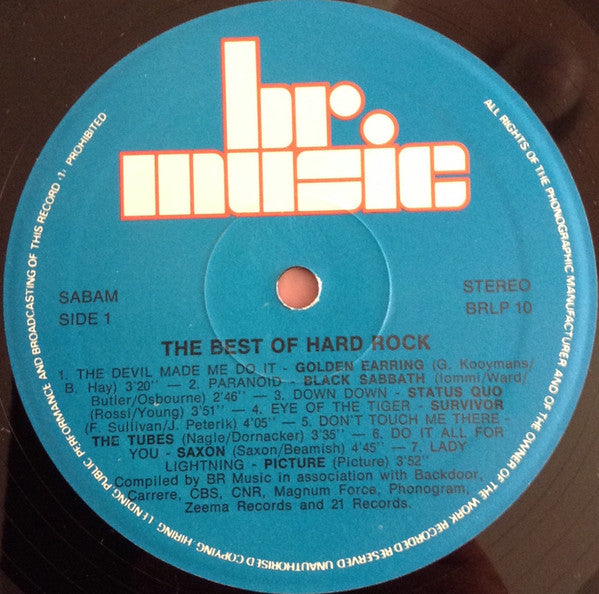 br.
music
SABAM
SIDE 1
STEREO
BRLP 10
THE BEST OF HARD ROCK
1. THE DEVIL MADE ME DO IT - GOLDEN EARRING (G. Kooymans/
B. Hay) 3'20" — 2. PARANOID - BLACK SABBATH (Iommi/Ward/
Butler/Osbourne) 2'46" — 3. DOWN DOWN - STATUS QUO
(Rossi/Young) 3'51" — 4. EYE OF THE TIGER - SURVIVOR
(F. Sullivan/J. Peterik) 4'05" — 5. DON'T TOUCH ME THERE -
THE TUBES (Nagle/Dornacker) 3'35" — 6. DO IT ALL FOR
YOU - SAXON (Saxon/Beamish) 4'45" — 7. LADY
LIGHTNING - PICTURE (Picture) 3'52"
Compiled by BR Music in association with Backdoor,
Carrere, CBS, CNR, Magnum Force, Phonogram,
Zeema Records and 21 Records.
ALL RIGHTS OF THE PHONOGRAPHIC MANUFACTURER AND OF THE OWNER OF THE WORK RECORDED RESERVED UNAUTHORISED COPYING· HIRING· LENDING· PUBLIC PERFORMANCE AND BROADCASTING OF THIS RECORD ·1· PROHIBITED